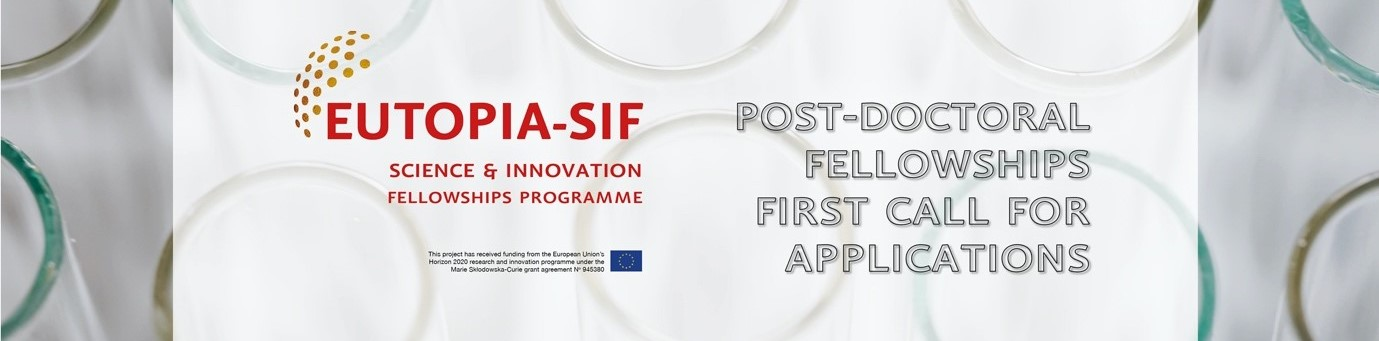 EUTOPIA-SIF
SCIENCE & INNOVATION
FELLOWSHIPS PROGRAMME
This project has received funding from the European Union's
Horizon 2020 research and innovation programme under the
Marie Skłodowska-Curie grant agreement Nº 945380
POST-DOCTORAL
FELLOWSHIPS
FIRST CALL FOR
APPLICATIONS